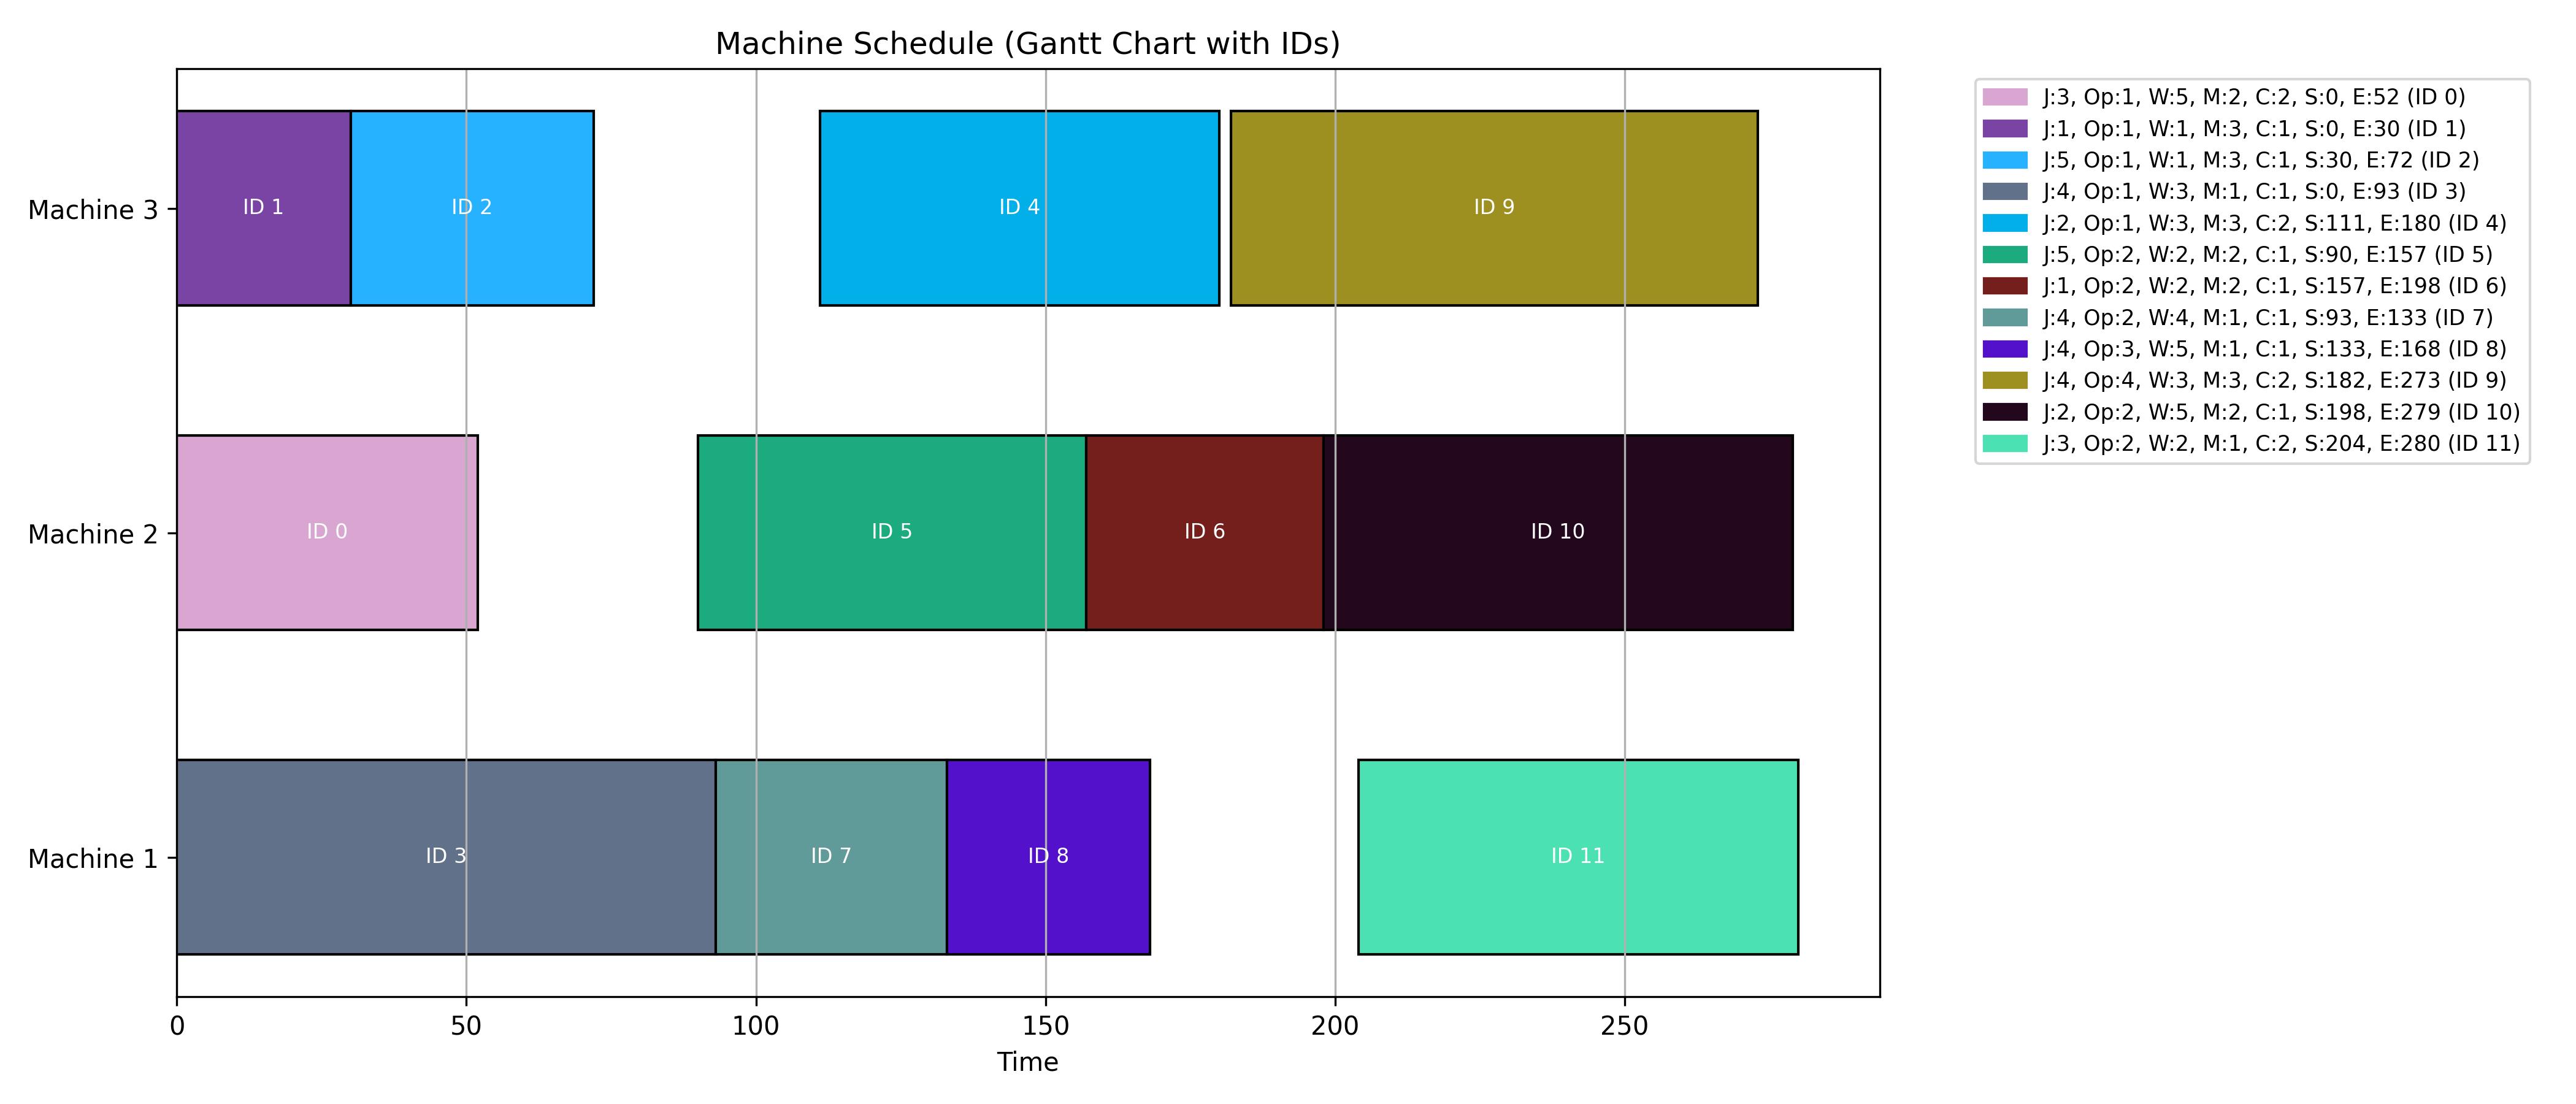 Machine Schedule (Gantt Chart with IDs)
Machine 3
ID 1
ID 2
ID 4
ID 9
Machine 2
ID 0
ID 5
ID 6
ID 10
Machine 1
ID 3
ID 7
ID 8
ID 11
0
50
100
150
200
250
Time
J:3, Op:1, W:5, M:2, C:2, S:0, E:52 (ID 0)
J:1, Op:1, W:1, M:3, C:1, S:0, E:30 (ID 1)
J:5, Op:1, W:1, M:3, C:1, S:30, E:72 (ID 2)
J:4, Op:1, W:3, M:1, C:1, S:0, E:93 (ID 3)
J:2, Op:1, W:3, M:3, C:2, S:111, E:180 (ID 4)
J:5, Op:2, W:2, M:2, C:1, S:90, E:157 (ID 5)
J:1, Op:2, W:2, M:2, C:1, S:157, E:198 (ID 6)
J:4, Op:2, W:4, M:1, C:1, S:93, E:133 (ID 7)
J:4, Op:3, W:5, M:1, C:1, S:133, E:168 (ID 8)
J:4, Op:4, W:3, M:3, C:2, S:182, E:273 (ID 9)
J:2, Op:2, W:5, M:2, C:1, S:198, E:279 (ID 10)
J:3, Op:2, W:2, M:1, C:2, S:204, E:280 (ID 11)